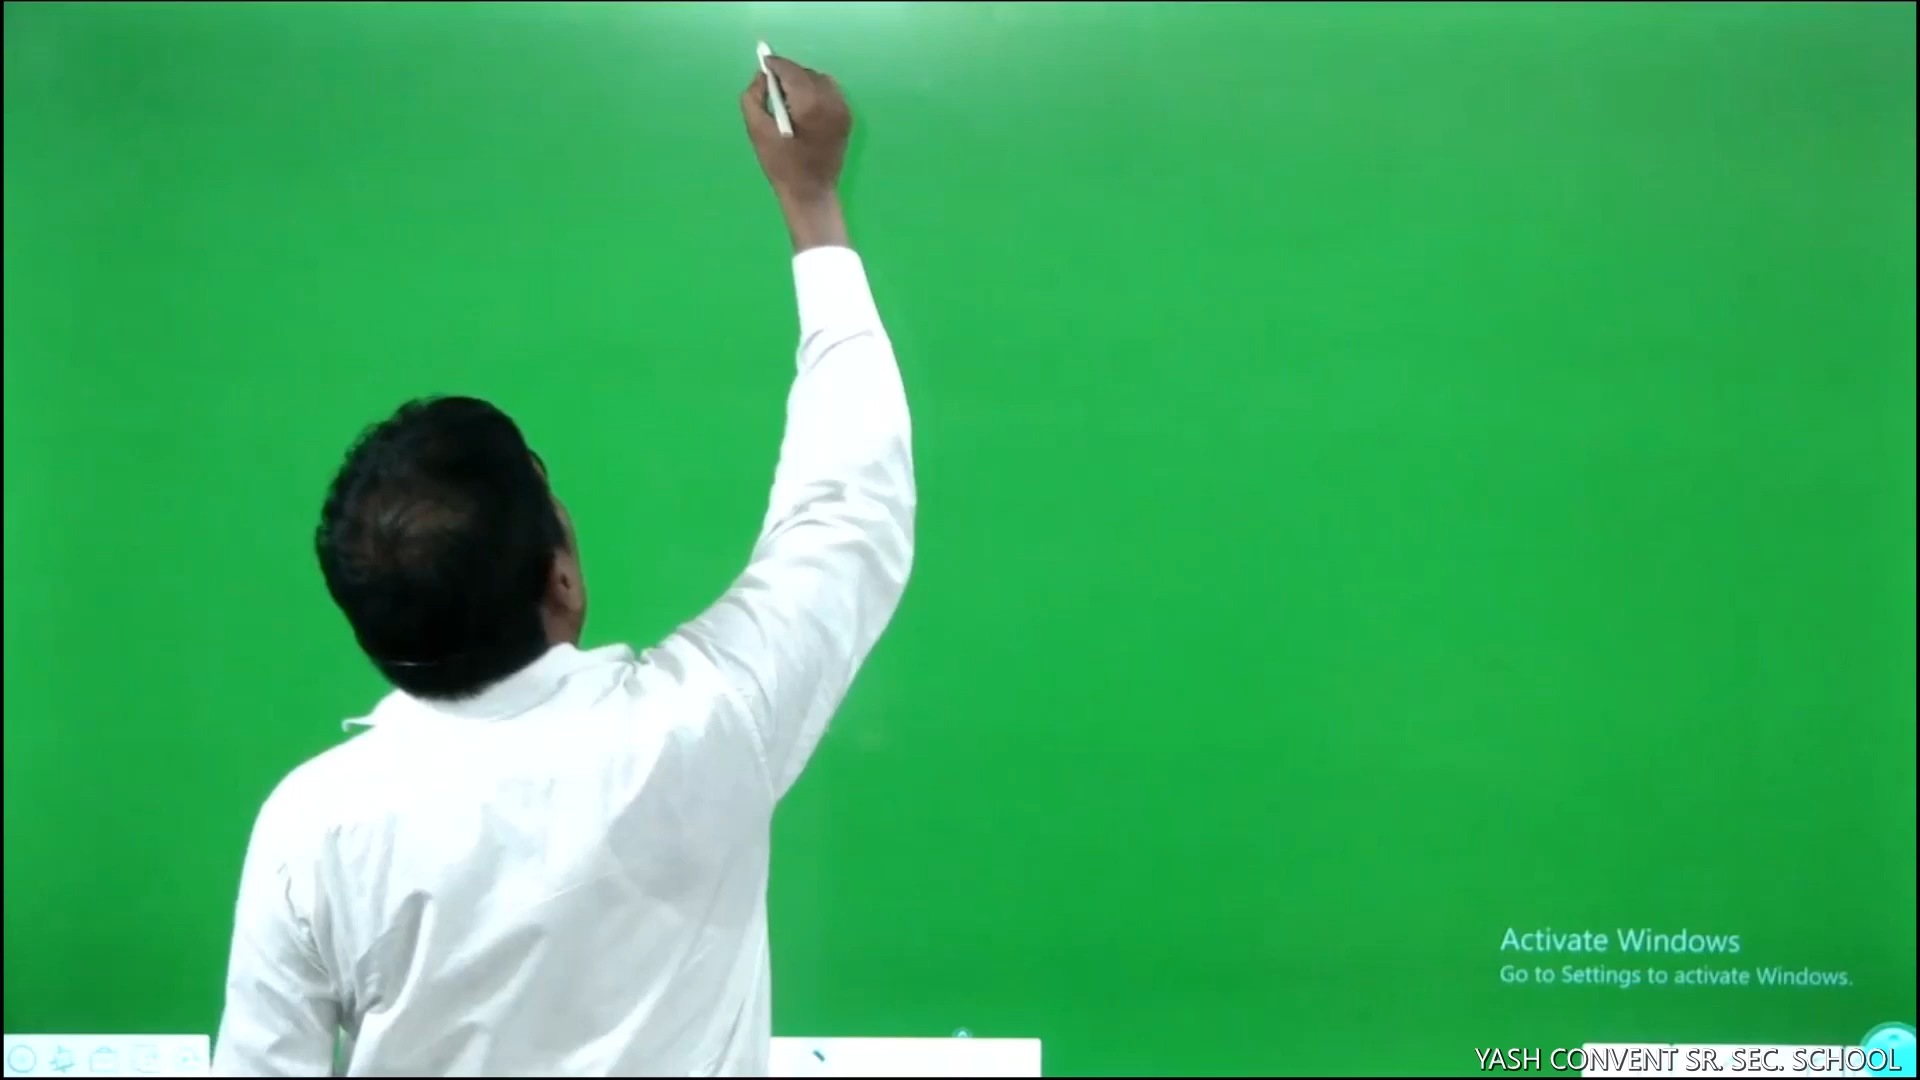 Activate Windows
Go to Settings to activate Windows.
YASH CONVENT SR. SEC. SCHOOL